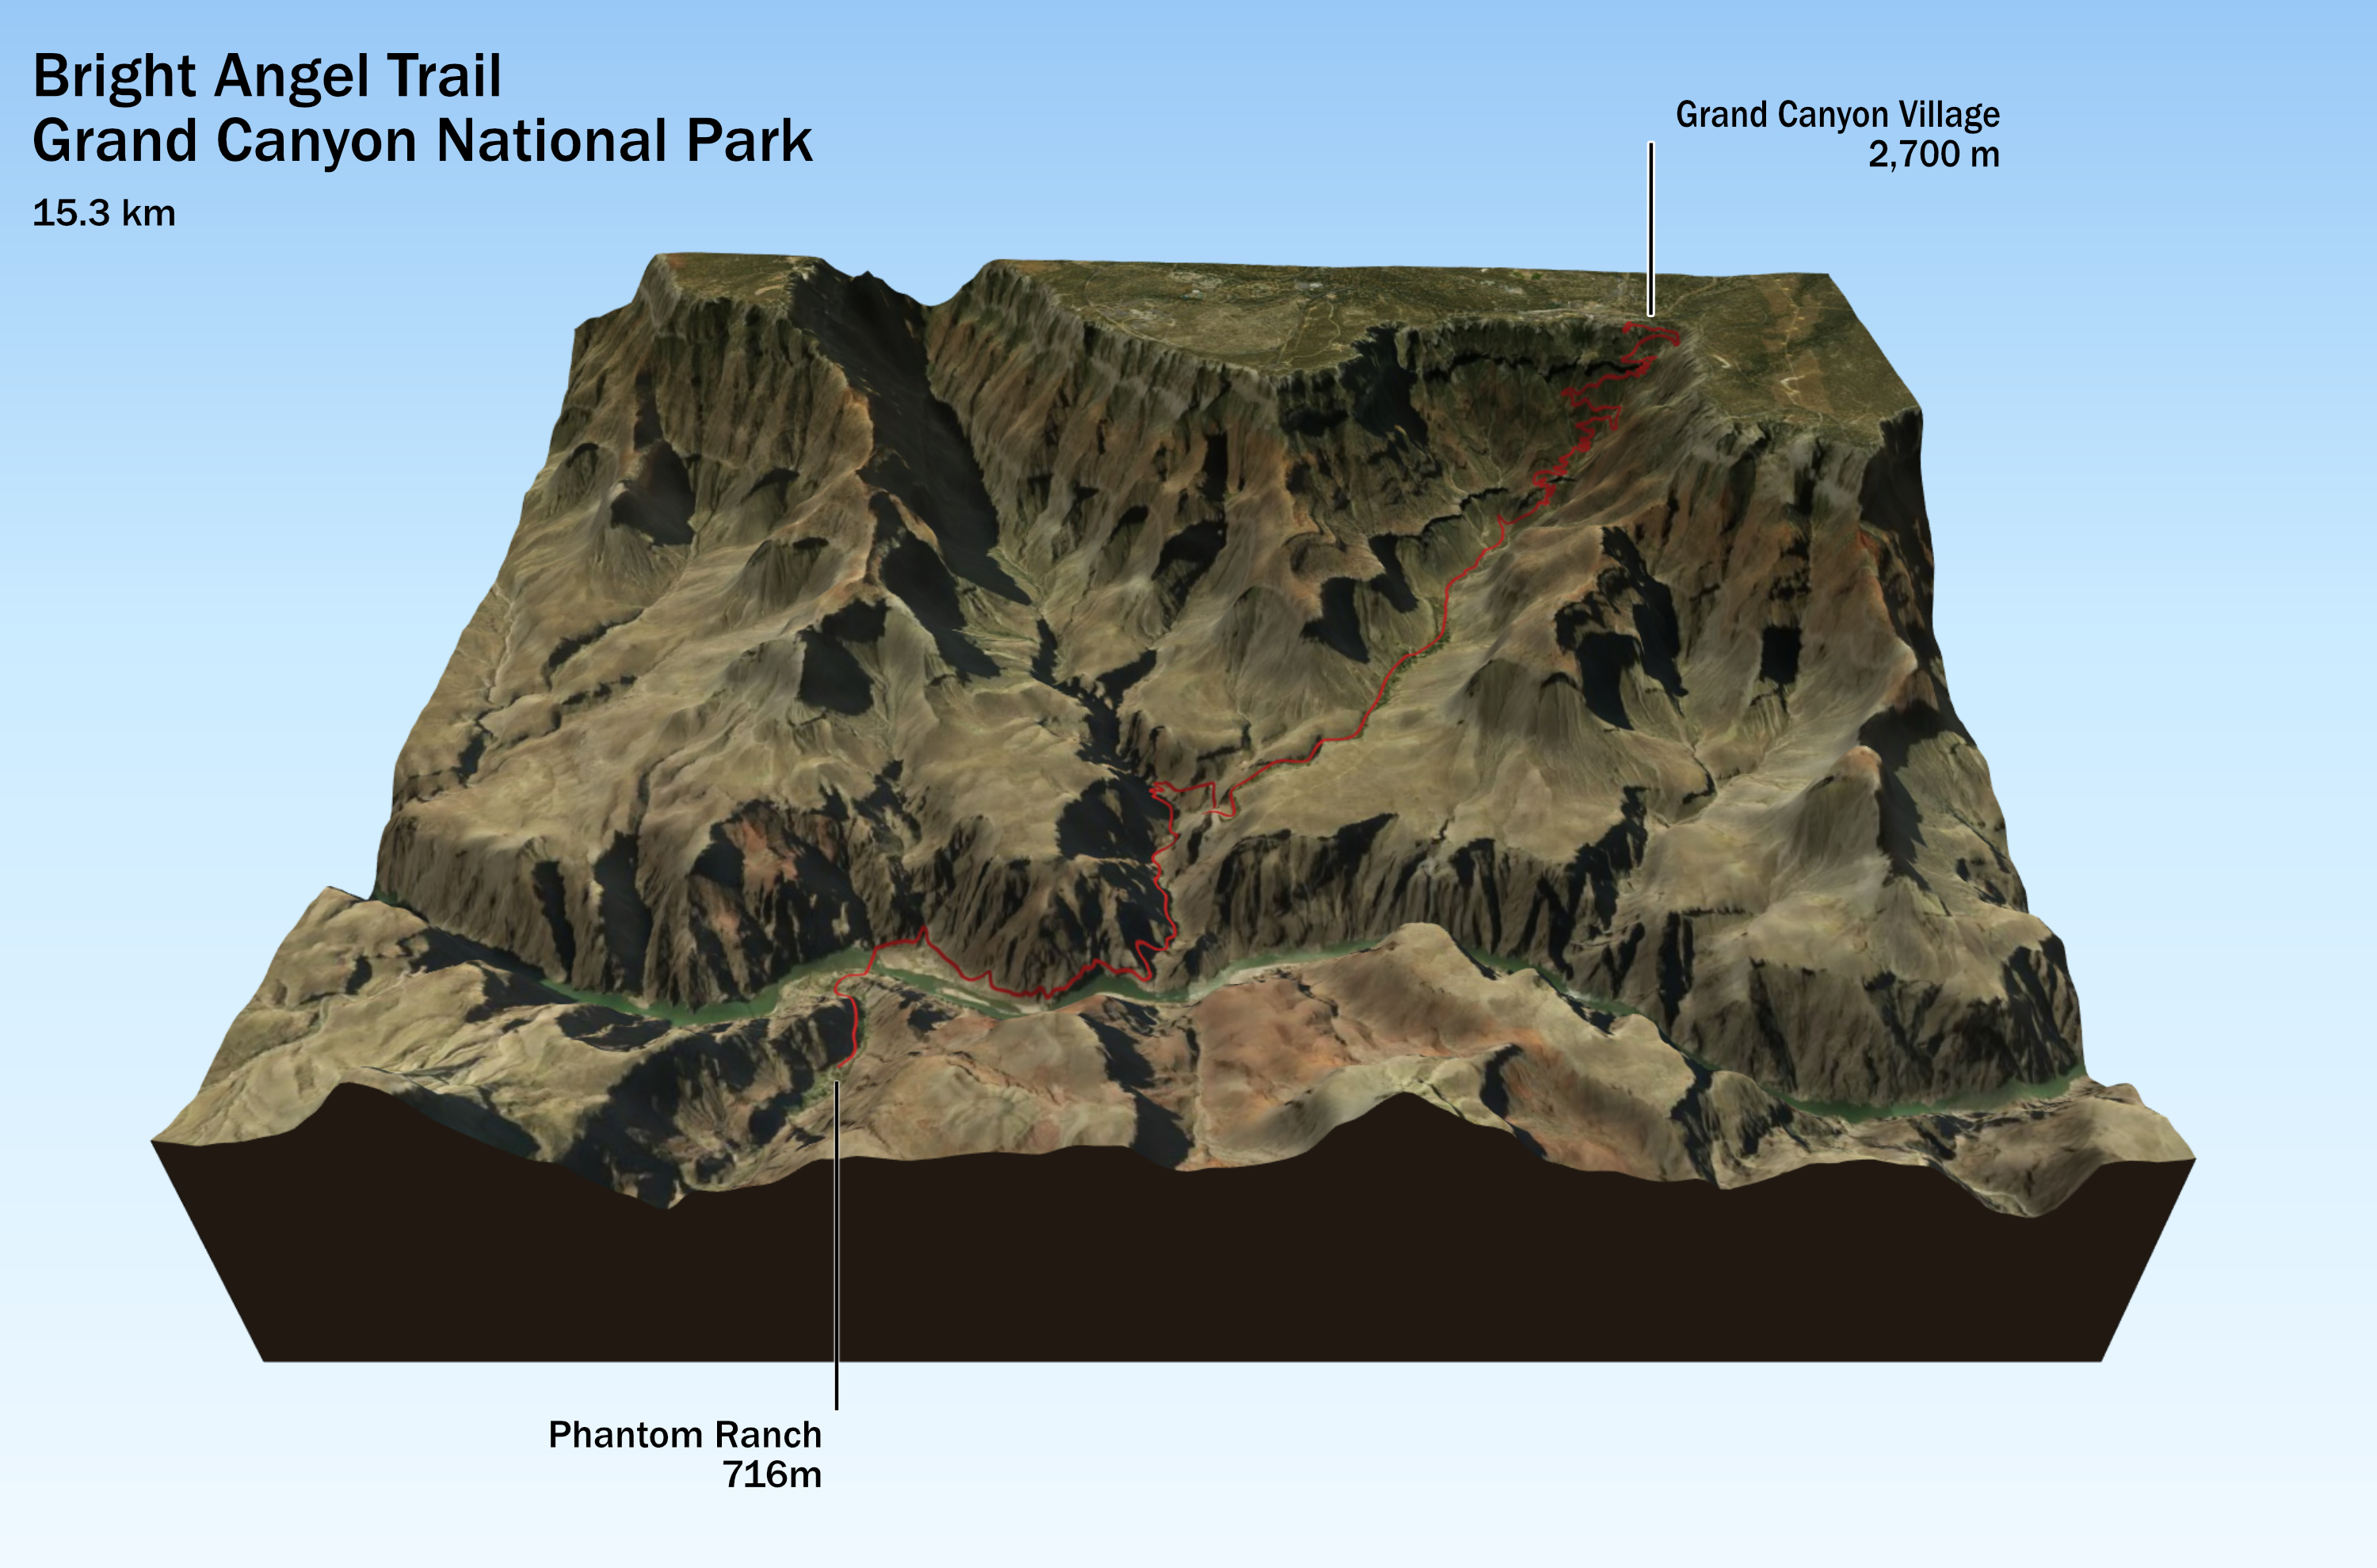 Bright Angel Trail
Grand Canyon National Park
15.3 km
Grand Canyon Village
2,700 m
Phantom Ranch
716m